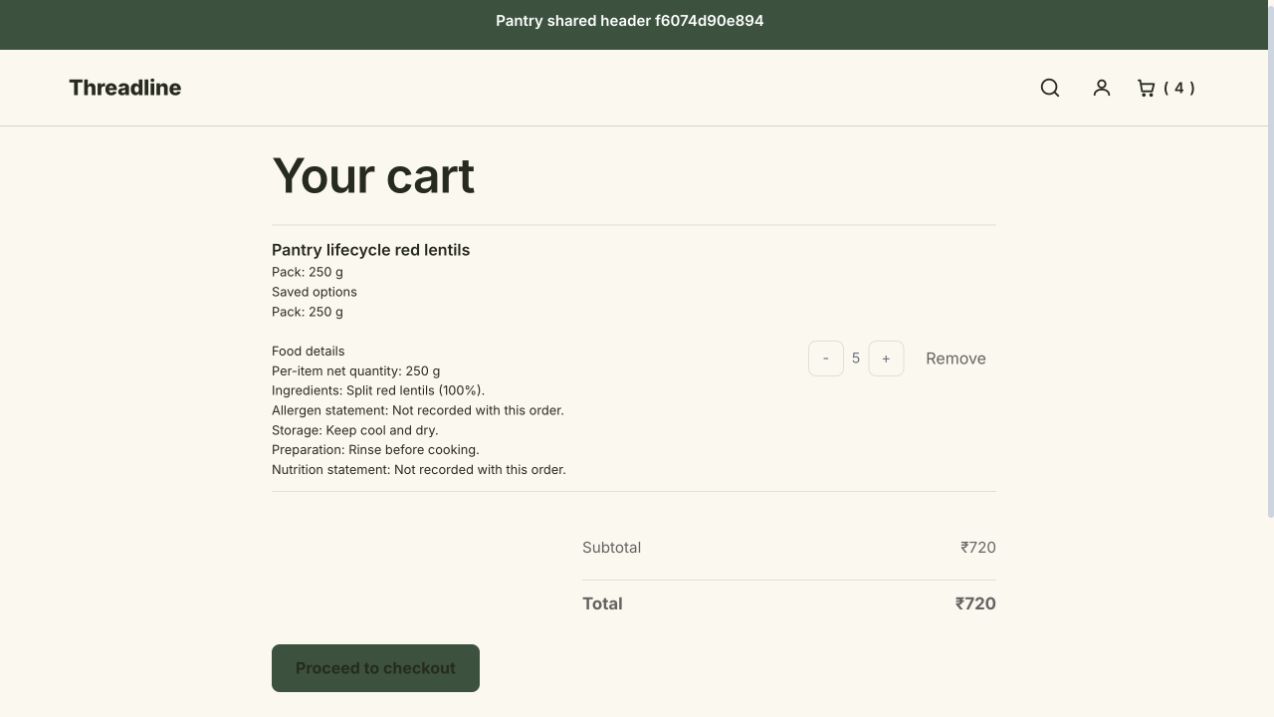 Pantry shared header f6074d90e894
Threadline
( 4 )
Your cart
Pantry lifecycle red lentils
Pack: 250 g
Saved options
Pack: 250 g
Food details
Per-item net quantity: 250 g
Ingredients: Split red lentils (100%).
Allergen statement: Not recorded with this order.
Storage: Keep cool and dry.
Preparation: Rinse before cooking.
Nutrition statement: Not recorded with this order.
- 5 + Remove
Subtotal ₹720
Total ₹720
Proceed to checkout